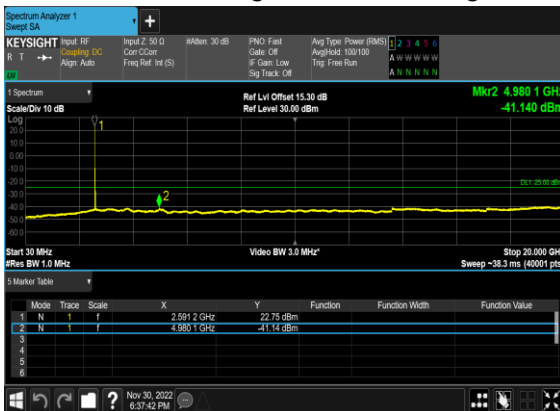 Spectrum Analyzer 1
Swept SA
KEYSIGHT Input: RF Input Z: 50 Ω #Atten: 30 dB PNO: Fast Avg Type: Power (RMS) 1 2 3 4 5 6
R T Coupling: DC Corr CCorr Gate: Off Avg|Hold: 100/100 A W W W W W
Align: Auto Freq Ref: Int (S) IF Gain: Low Trig: Free Run
LV Sig Track: Off A N N N N N
1 Spectrum Ref Lvl Offset 15.30 dB Mkr2 4.980 1 GHz
Scale/Div 10 dB Ref Level 30.00 dBm -41.140 dBm
Log
20.0 1
10.0
0.00
-10.0
-20.0 DL1 -25.00 dBm
-30.0 2
-40.0
-50.0
-60.0
Start 30 MHz Video BW 3.0 MHz* Stop 20.000 GHz
#Res BW 1.0 MHz Sweep ~38.3 ms (40001 pts)
5 Marker Table
Mode Trace Scale X Y Function Function Width Function Value
1 N 1 f 2.591 2 GHz 22.75 dBm
2 N 1 f 4.980 1 GHz -41.14 dBm
3
4
5
6
Nov 30, 2022
6:37:42 PM